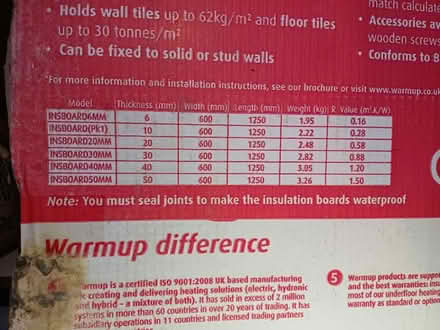 • Holds wall tiles up to 62kg/m² and floor tiles
up to 30 tonnes/m²
• Can be fixed to solid or stud walls
match calculate
• Accessories av
wooden screws
• Conforms to B
*For more information and installation instructions, see our brochure or visit www.warmup.co.uk
Model Thickness (mm) Width (mm) Length (mm) Weight (kg) R Value (m².K/W)
INSBOARD6MM 6 600 1250 1.95 0.16
INSBOARD(Pk1) 10 600 1250 2.22 0.28
INSBOARD20MM 20 600 1250 2.48 0.58
INSBOARD30MM 30 600 1250 2.82 0.88
INSBOARD40MM 40 600 1250 3.05 1.20
INSBOARD50MM 50 600 1250 3.26 1.50
Note: You must seal joints to make the insulation boards waterproof
Warmup difference
armup is a certified ISO 9001:2008 UK based manufacturing
creating and delivering heating solutions (electric, hydronic
and hybrid - a mixture of both). It has sold in excess of 2 million
systems in more than 60 countries in over 20 years of trading. It has
subsidiary operations in 11 countries and licensed trading partners
5 Warmup products are suppo
and the best warranties: ins
most of our underfloor heatin
warranty as standard or option